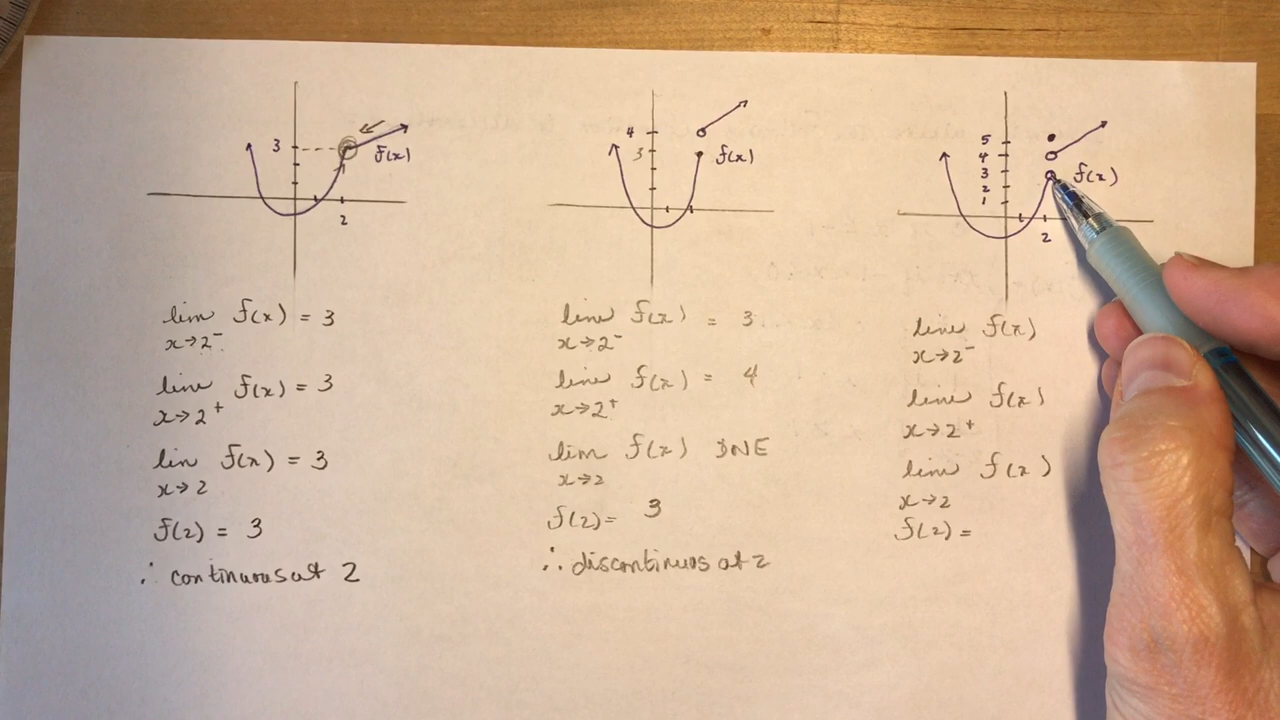 3
2
f(x)
lim f(x) = 3
x→2⁻
lim f(x) = 3
x→2⁺
lim f(x) = 3
x→2
f(2) = 3
∴ continuous at 2
4
3
f(x)
lim f(x) = 3
x→2⁻
lim f(x) = 4
x→2⁺
lim f(x) DNE
x→2
f(2) = 3
∴ discontinuos at 2
5
4
3
2
1
2
f(x)
lim f(x)
x→2⁻
lim f(x)
x→2⁺
lim f(x)
x→2
f(2) =